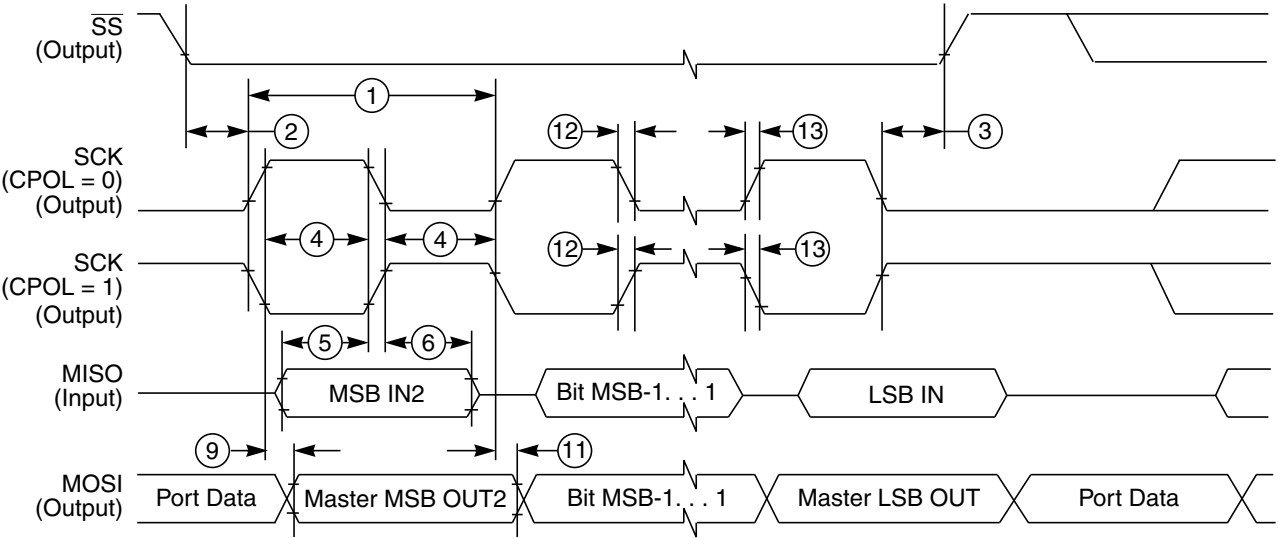 SS
(Output)
1
2
12
13
3
SCK
(CPOL = 0)
(Output)
4
4
12
13
SCK
(CPOL = 1)
(Output)
5
6
MISO
(Input)
MSB IN2
Bit MSB-1. . . 1
LSB IN
9
11
MOSI
(Output)
Port Data
Master MSB OUT2
Bit MSB-1. . . 1
Master LSB OUT
Port Data